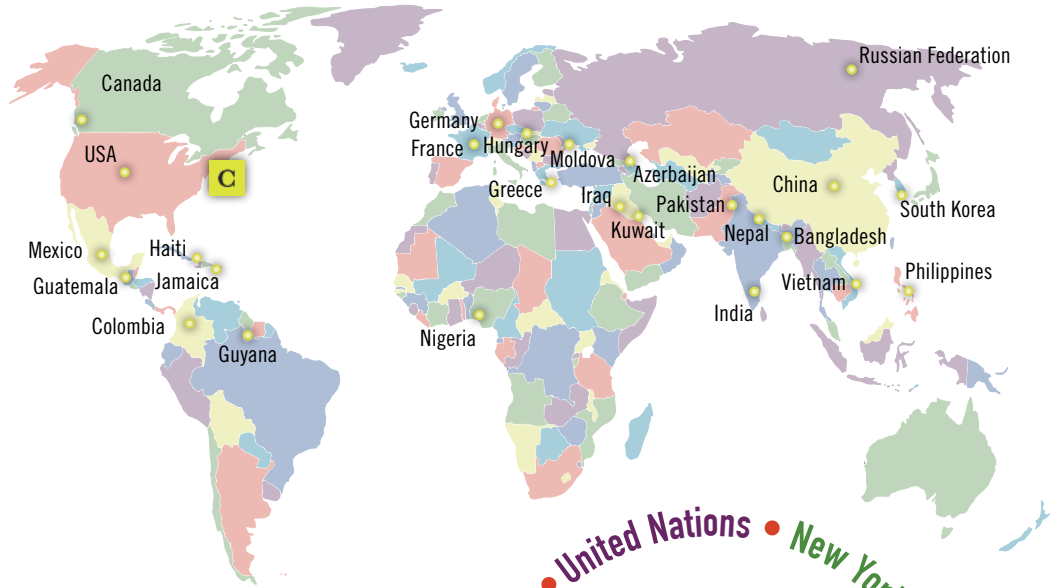 Russian Federation
Canada
Germany
France
Hungary
Moldova
USA
C
Azerbaijan
Greece
Iraq
Pakistan
China
South Korea
Kuwait
Nepal
Bangladesh
Mexico
Haiti
Guatemala
Jamaica
Vietnam
Philippines
Colombia
India
Nigeria
Guyana
• United Nations • New York